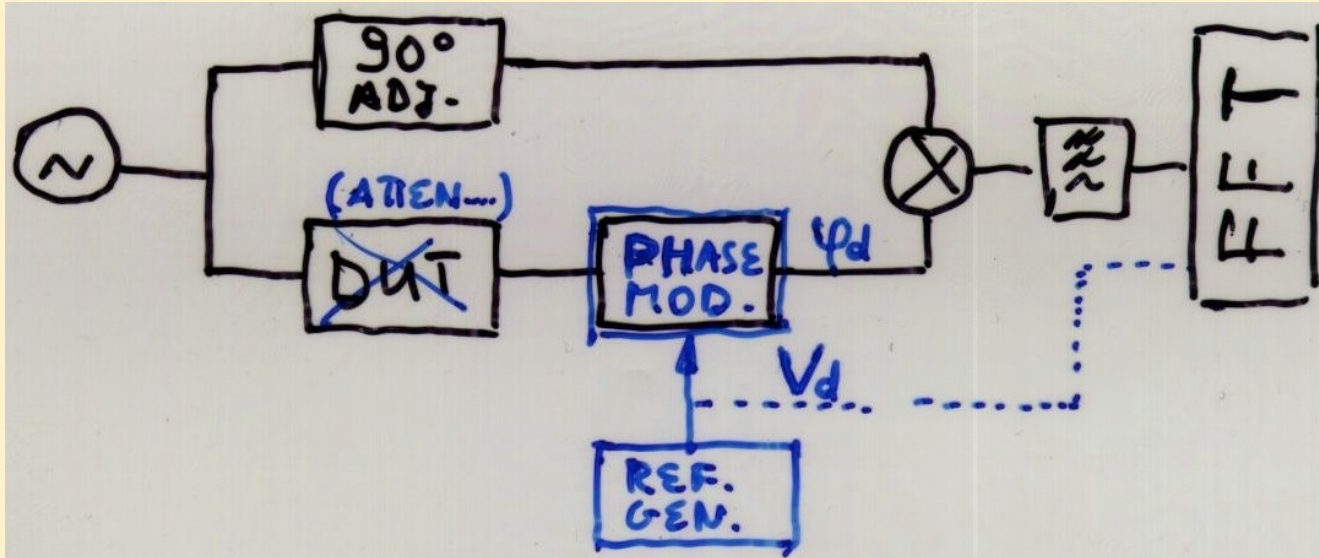 90°
ADJ.
~
(ATTEN....)
DUT
PHASE
MOD.
φd
FFT
Vd
REF.
GEN.